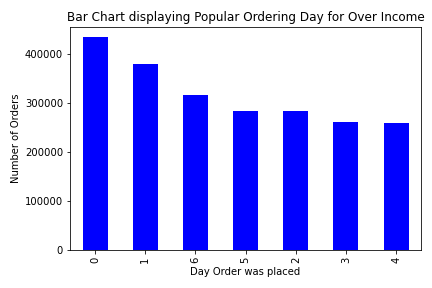 Bar Chart displaying Popular Ordering Day for Over Income
Number of Orders
400000
300000
200000
100000
0
0 1 6 5 2 3 4
Day Order was placed